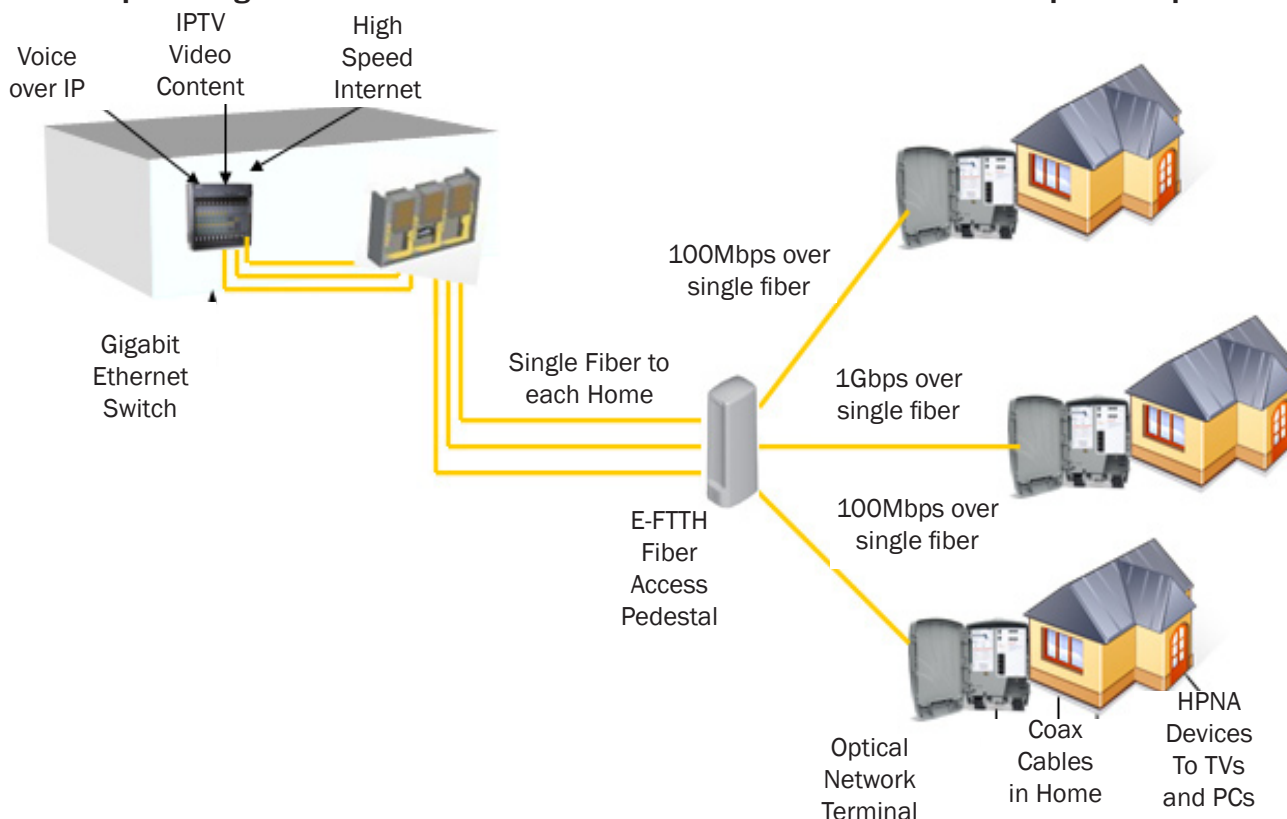 Voice
over IP
IPTV
Video
Content
High
Speed
Internet
Gigabit
Ethernet
Switch
Single Fiber to
each Home
E-FTTH
Fiber
Access
Pedestal
100Mbps over
single fiber
1Gbps over
single fiber
100Mbps over
single fiber
Optical
Network
Terminal
Coax
Cables
in Home
HPNA
Devices
To TVs
and PCs